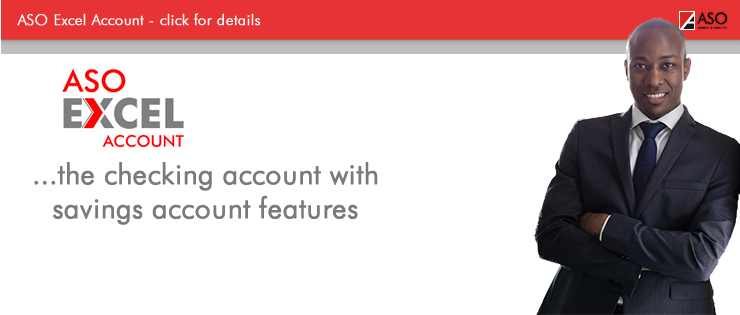 ASO Excel Account - click for details
ASO
ASO
EXCEL
ACCOUNT
...the checking account with
savings account features